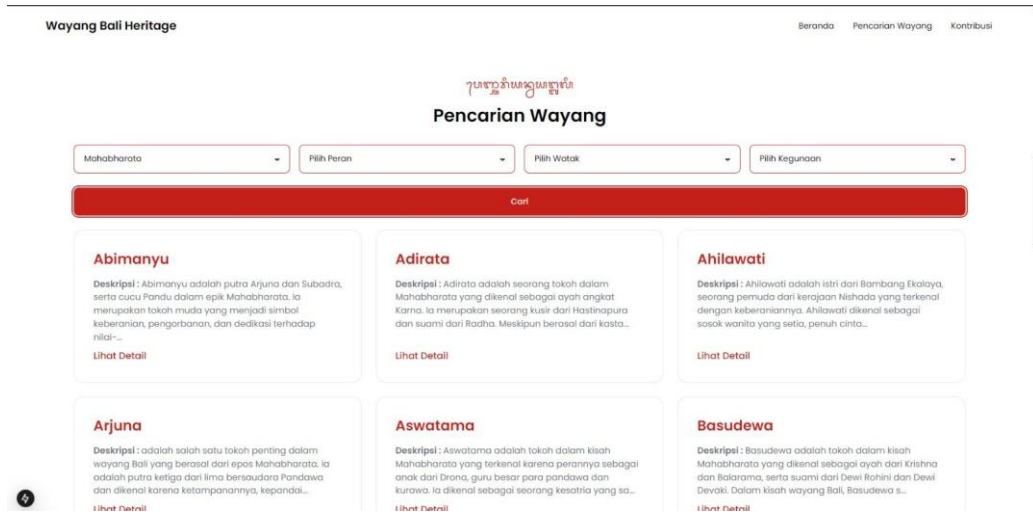 Wayang Bali Heritage
Beranda Pencarian Wayang Kontribusi
Pencarian Wayang
Mahabharata Pilih Peran Pilih Watak Pilih Kegunaan
Cari
Abimanyu
Deskripsi : Abimanyu adalah putra Arjuna dan Subadra,
serta cucu Pandu dalam epik Mahabharata. Ia
merupakan tokoh muda yang menjadi simbol
keberanian, pengorbanan, dan dedikasi terhadap
nilai-...
Lihat Detail
Adirata
Deskripsi : Adirata adalah seorang tokoh dalam
Mahabharata yang dikenal sebagai ayah angkat
Karna. Ia merupakan seorang kusir dari Hastinapura
dan suami dari Radha. Meskipun berasal dari kasta...
Lihat Detail
Ahilawati
Deskripsi : Ahilawati adalah istri dari Bambang Ekalaya,
seorang pemuda dari kerajaan Nishada yang terkenal
dengan keberaniannya. Ahilawati dikenal sebagai
sosok wanita yang setia, penuh cinta...
Lihat Detail
Arjuna
Deskripsi : adalah salah satu tokoh penting dalam
wayang Bali yang berasal dari epos Mahabharata. Ia
adalah putra ketiga dari lima bersaudara Pandawa
dan dikenal karena ketampanannya, kepandai...
Lihat Detail
Aswatama
Deskripsi : Aswatama adalah tokoh dalam kisah
Mahabharata yang terkenal karena perannya sebagai
anak dari Drona, guru besar para pandawa dan
kurawa. Ia dikenal sebagai seorang kesatria yang sa...
Lihat Detail
Basudewa
Deskripsi : Basudewa adalah tokoh dalam kisah
Mahabharata yang dikenal sebagai ayah dari Krishna
dan Balarama, serta suami dari Dewi Rohini dan Dewi
Devaki. Dalam kisah wayang Bali, Basudewa s...
Lihat Detail